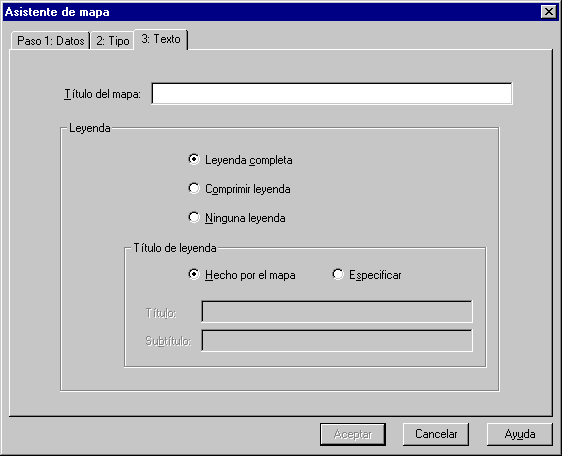 Asistente de mapa
Paso 1: Datos 2: Tipo 3: Texto
Título del mapa:
Leyenda
Leyenda completa
Comprimir leyenda
Ninguna leyenda
Título de leyenda
Hecho por el mapa Especificar
Título:
Subtítulo:
Aceptar Cancelar Ayuda